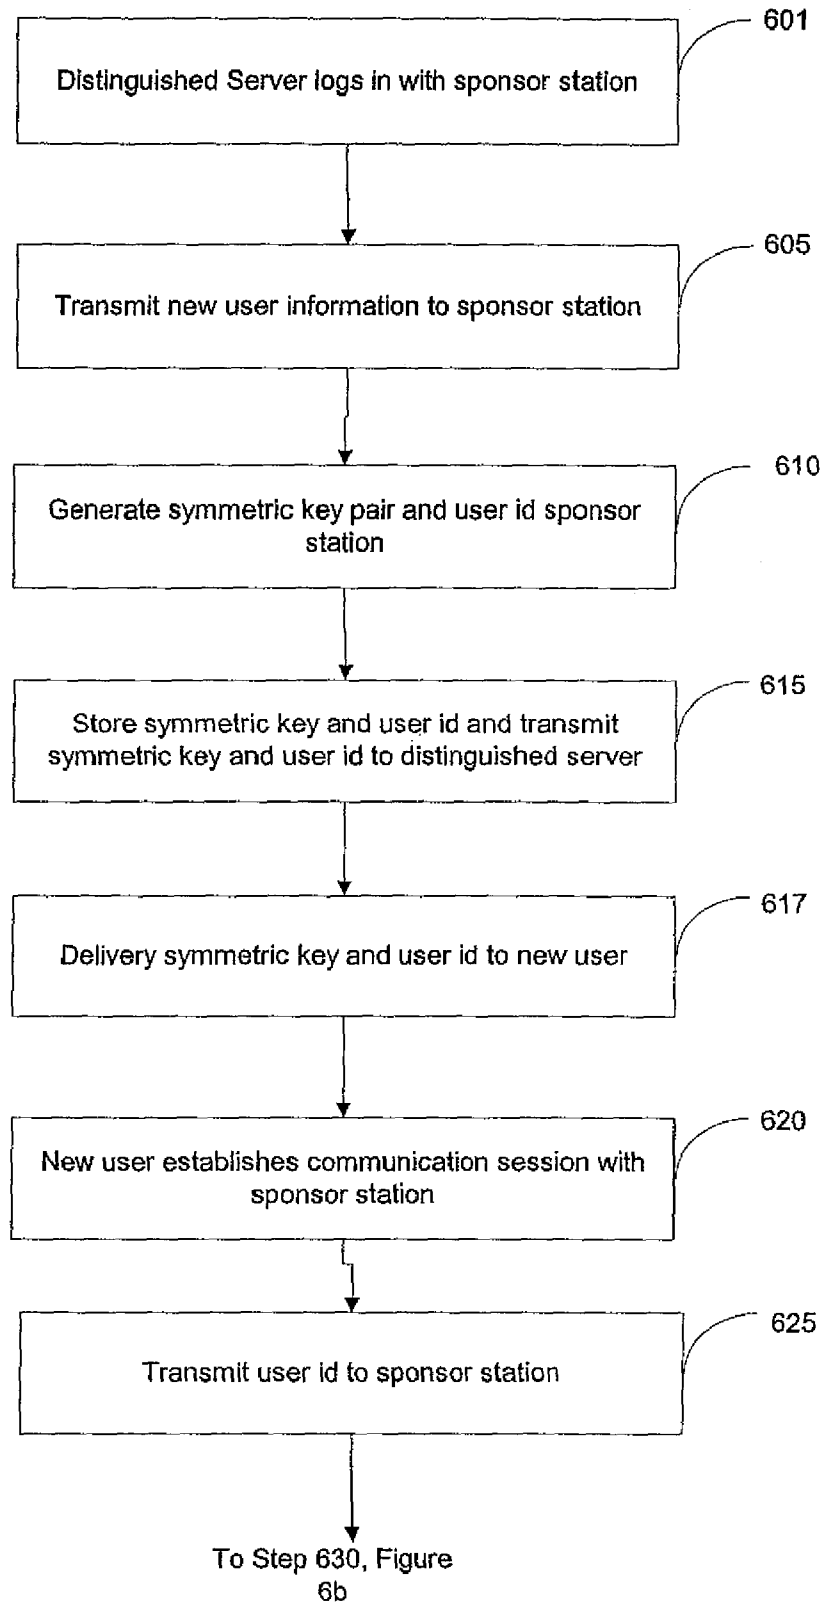 601
Distinguished Server logs in with sponsor station
605
Transmit new user information to sponsor station
610
Generate symmetric key pair and user id sponsor
station
615
Store symmetric key and user id and transmit
symmetric key and user id to distinguished server
617
Delivery symmetric key and user id to new user
620
New user establishes communication session with
sponsor station
625
Transmit user id to sponsor station
To Step 630, Figure
6b